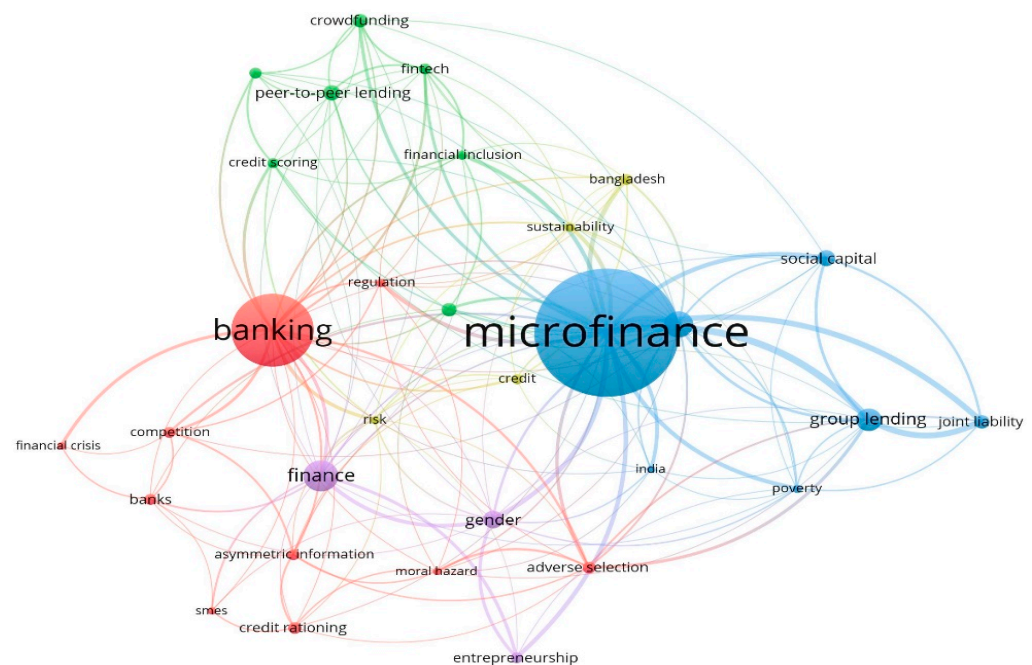 crowdfunding
fintech
peer-to-peer lending
credit scoring
financial inclusion
bangladesh
sustainability
social capital
regulation
banking
microfinance
credit
risk
group lending
joint liability
competition
financial crisis
finance
india
poverty
banks
gender
asymmetric information
moral hazard
adverse selection
smes
credit rationing
entrepreneurship